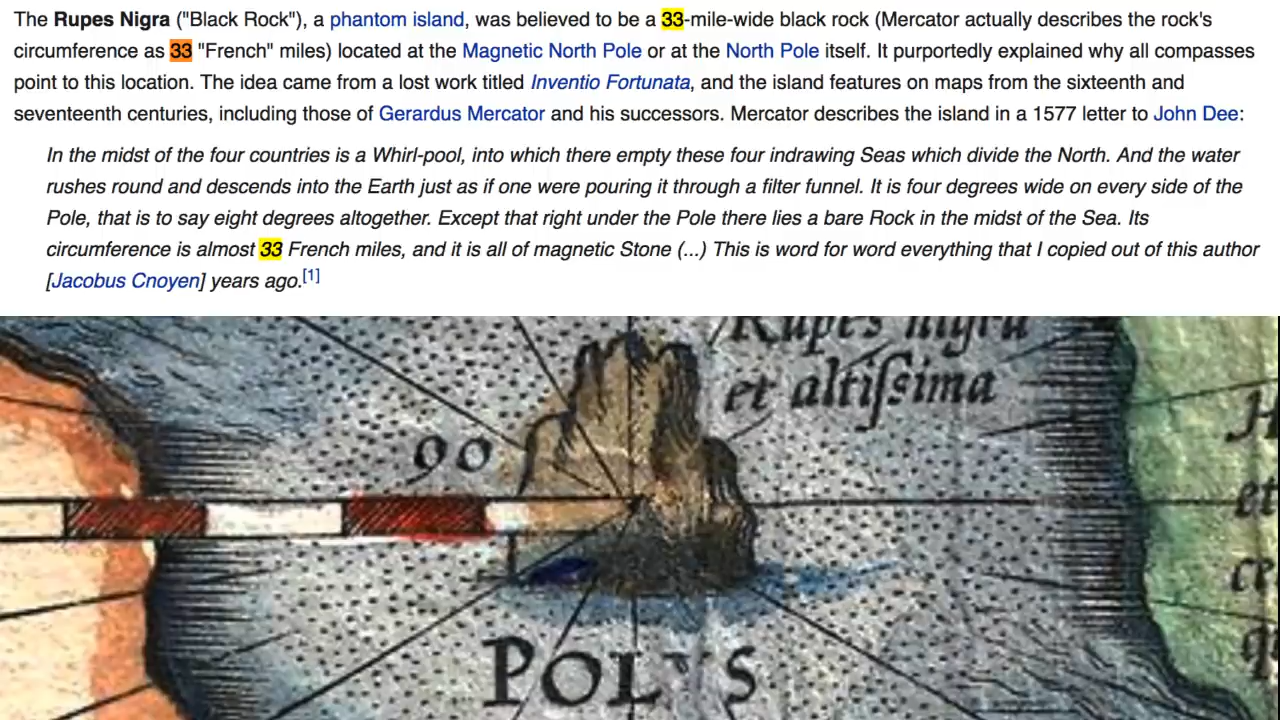 The Rupes Nigra ("Black Rock"), a phantom island, was believed to be a 33-mile-wide black rock (Mercator actually describes the rock's
circumference as 33 "French" miles) located at the Magnetic North Pole or at the North Pole itself. It purportedly explained why all compasses
point to this location. The idea came from a lost work titled Inventio Fortunata, and the island features on maps from the sixteenth and
seventeenth centuries, including those of Gerardus Mercator and his successors. Mercator describes the island in a 1577 letter to John Dee:
In the midst of the four countries is a Whirl-pool, into which there empty these four indrawing Seas which divide the North. And the water
rushes round and descends into the Earth just as if one were pouring it through a filter funnel. It is four degrees wide on every side of the
Pole, that is to say eight degrees altogether. Except that right under the Pole there lies a bare Rock in the midst of the Sea. Its
circumference is almost 33 French miles, and it is all of magnetic Stone (...) This is word for word everything that I copied out of this author
[Jacobus Cnoyen] years ago.[1]
Rupes nigra
et altiſsima
90
POLVS
et